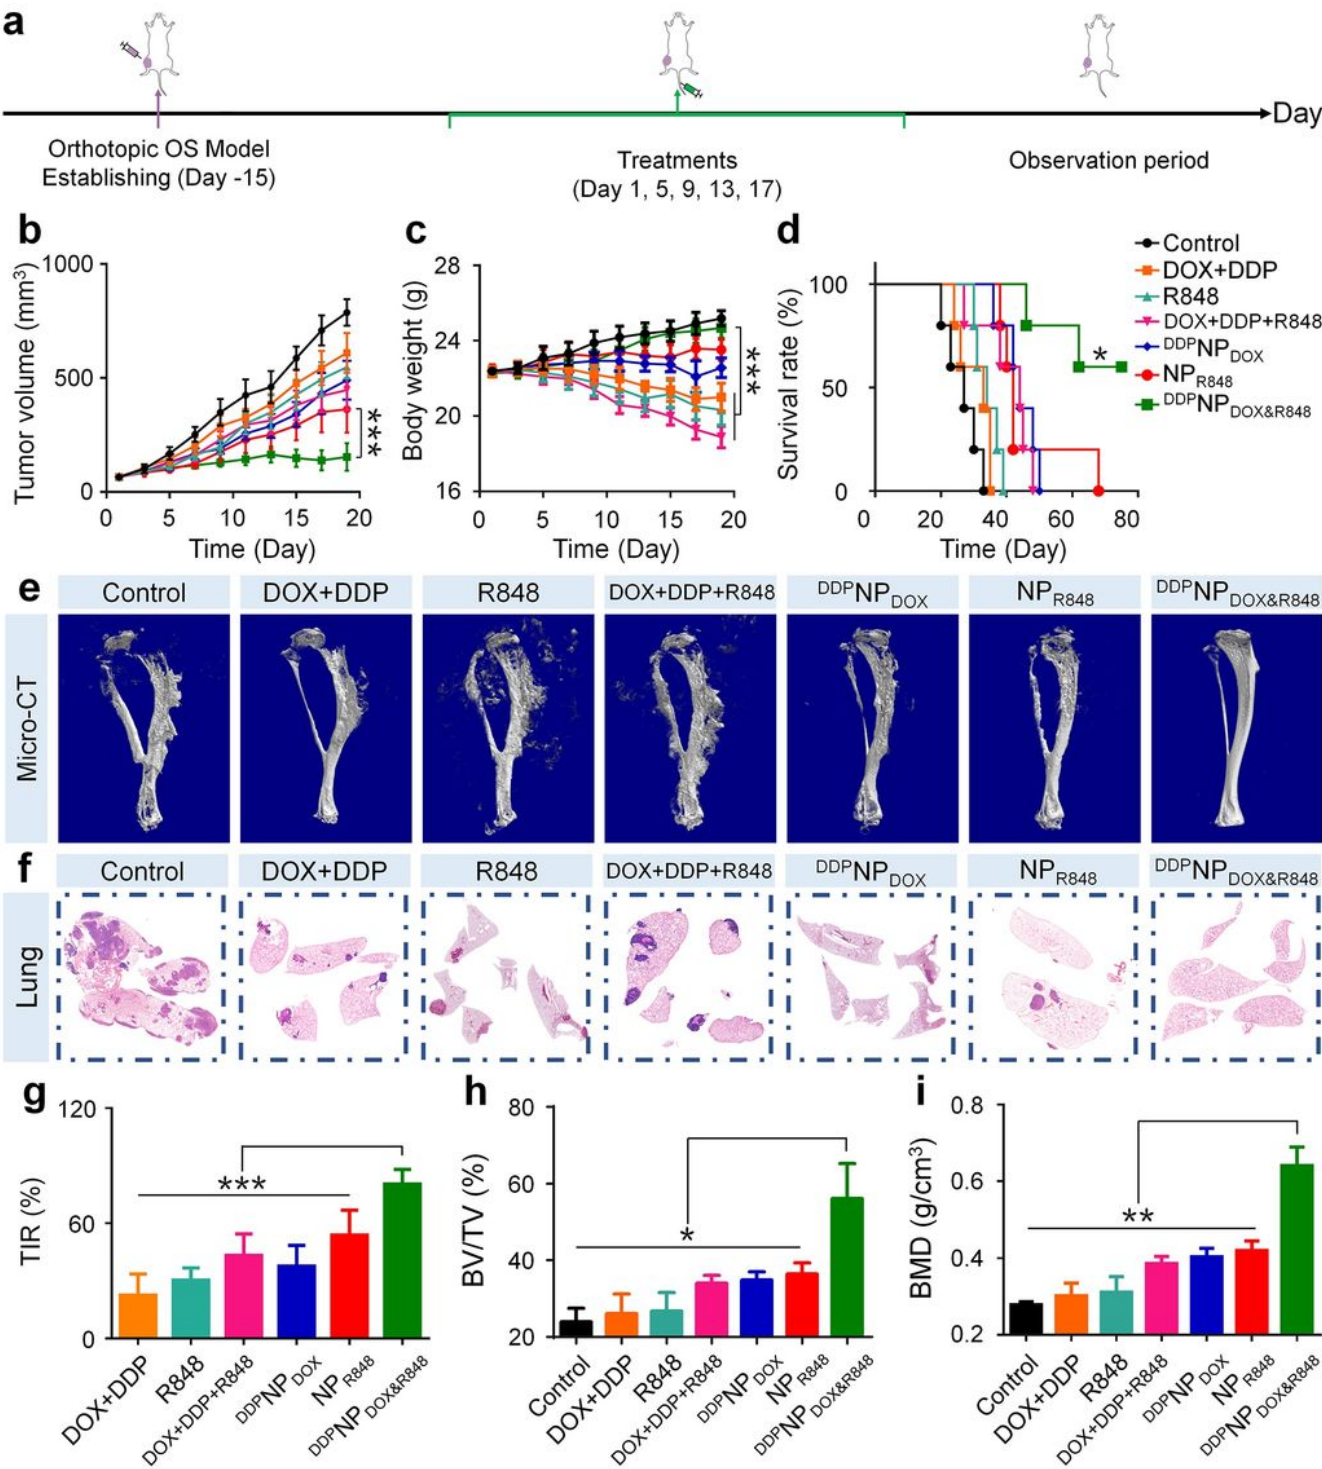 a
Day
Orthotopic OS Model
Establishing (Day -15)
Treatments
(Day 1, 5, 9, 13, 17)
Observation period
b
Tumor volume (mm³)
1000
500
0
0 5 10 15 20
Time (Day)
***
c
Body weight (g)
28
24
20
16
0 5 10 15 20
Time (Day)
***
d
Survival rate (%)
100
50
0
0 20 40 60 80
Time (Day)
*
Control
DOX+DDP
R848
DOX+DDP+R848
DDPNPDOX
NPR848
DDPNPDOX&R848
e
Control DOX+DDP R848 DOX+DDP+R848 DDPNPDOX NPR848 DDPNPDOX&R848
Micro-CT
f
Control DOX+DDP R848 DOX+DDP+R848 DDPNPDOX NPR848 DDPNPDOX&R848
Lung
g
TIR (%)
120
60
0
***
DOX+DDP
R848
DOX+DDP+R848
DDPNPDOX
NPR848
DDPNPDOX&R848
h
BV/TV (%)
80
60
40
20
*
Control
DOX+DDP
R848
DOX+DDP+R848
DDPNPDOX
NPR848
DDPNPDOX&R848
i
BMD (g/cm³)
0.8
0.6
0.4
0.2
**
Control
DOX+DDP
R848
DOX+DDP+R848
DDPNPDOX
NPR848
DDPNPDOX&R848